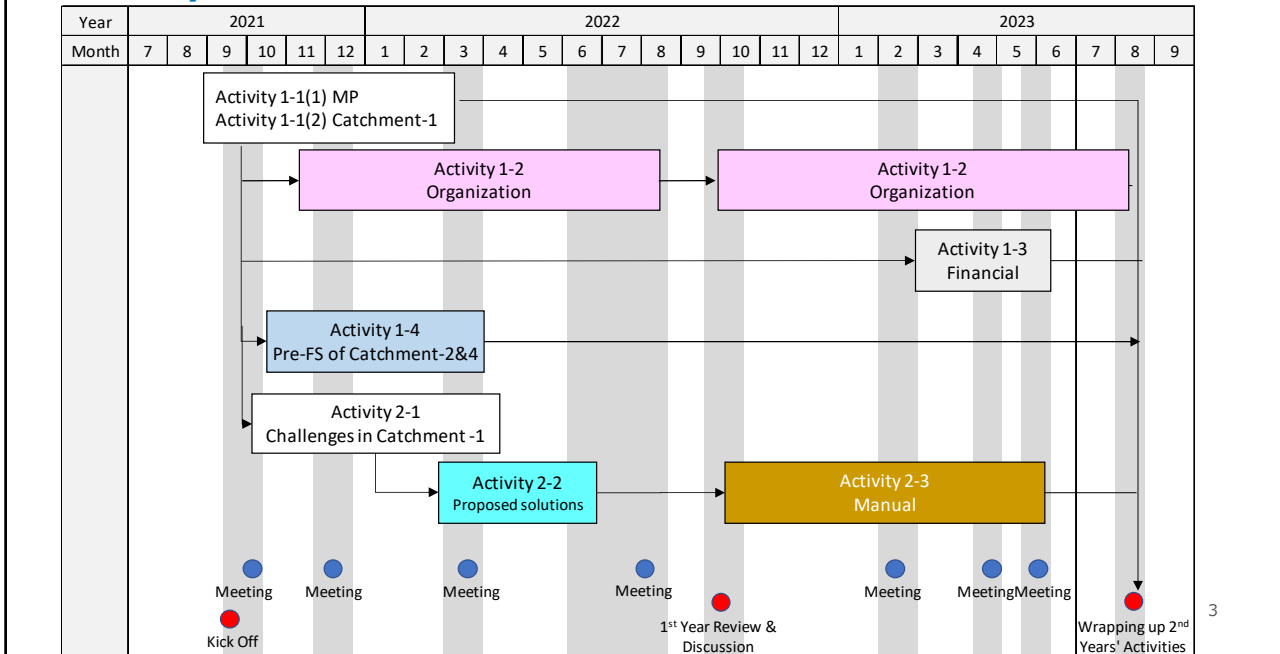 Year 2021 2022 2023
Month 7 8 9 10 11 12 1 2 3 4 5 6 7 8 9 10 11 12 1 2 3 4 5 6 7 8 9
Activity 1-1(1) MP
Activity 1-1(2) Catchment-1
Activity 1-2
Organization
Activity 1-2
Organization
Activity 1-3
Financial
Activity 1-4
Pre-FS of Catchment-2&4
Activity 2-1
Challenges in Catchment -1
Activity 2-2
Proposed solutions
Activity 2-3
Manual
Meeting Meeting Meeting Meeting Meeting Meeting Meeting
Kick Off
1st Year Review &
Discussion
Wrapping up 2nd
Years' Activities
3